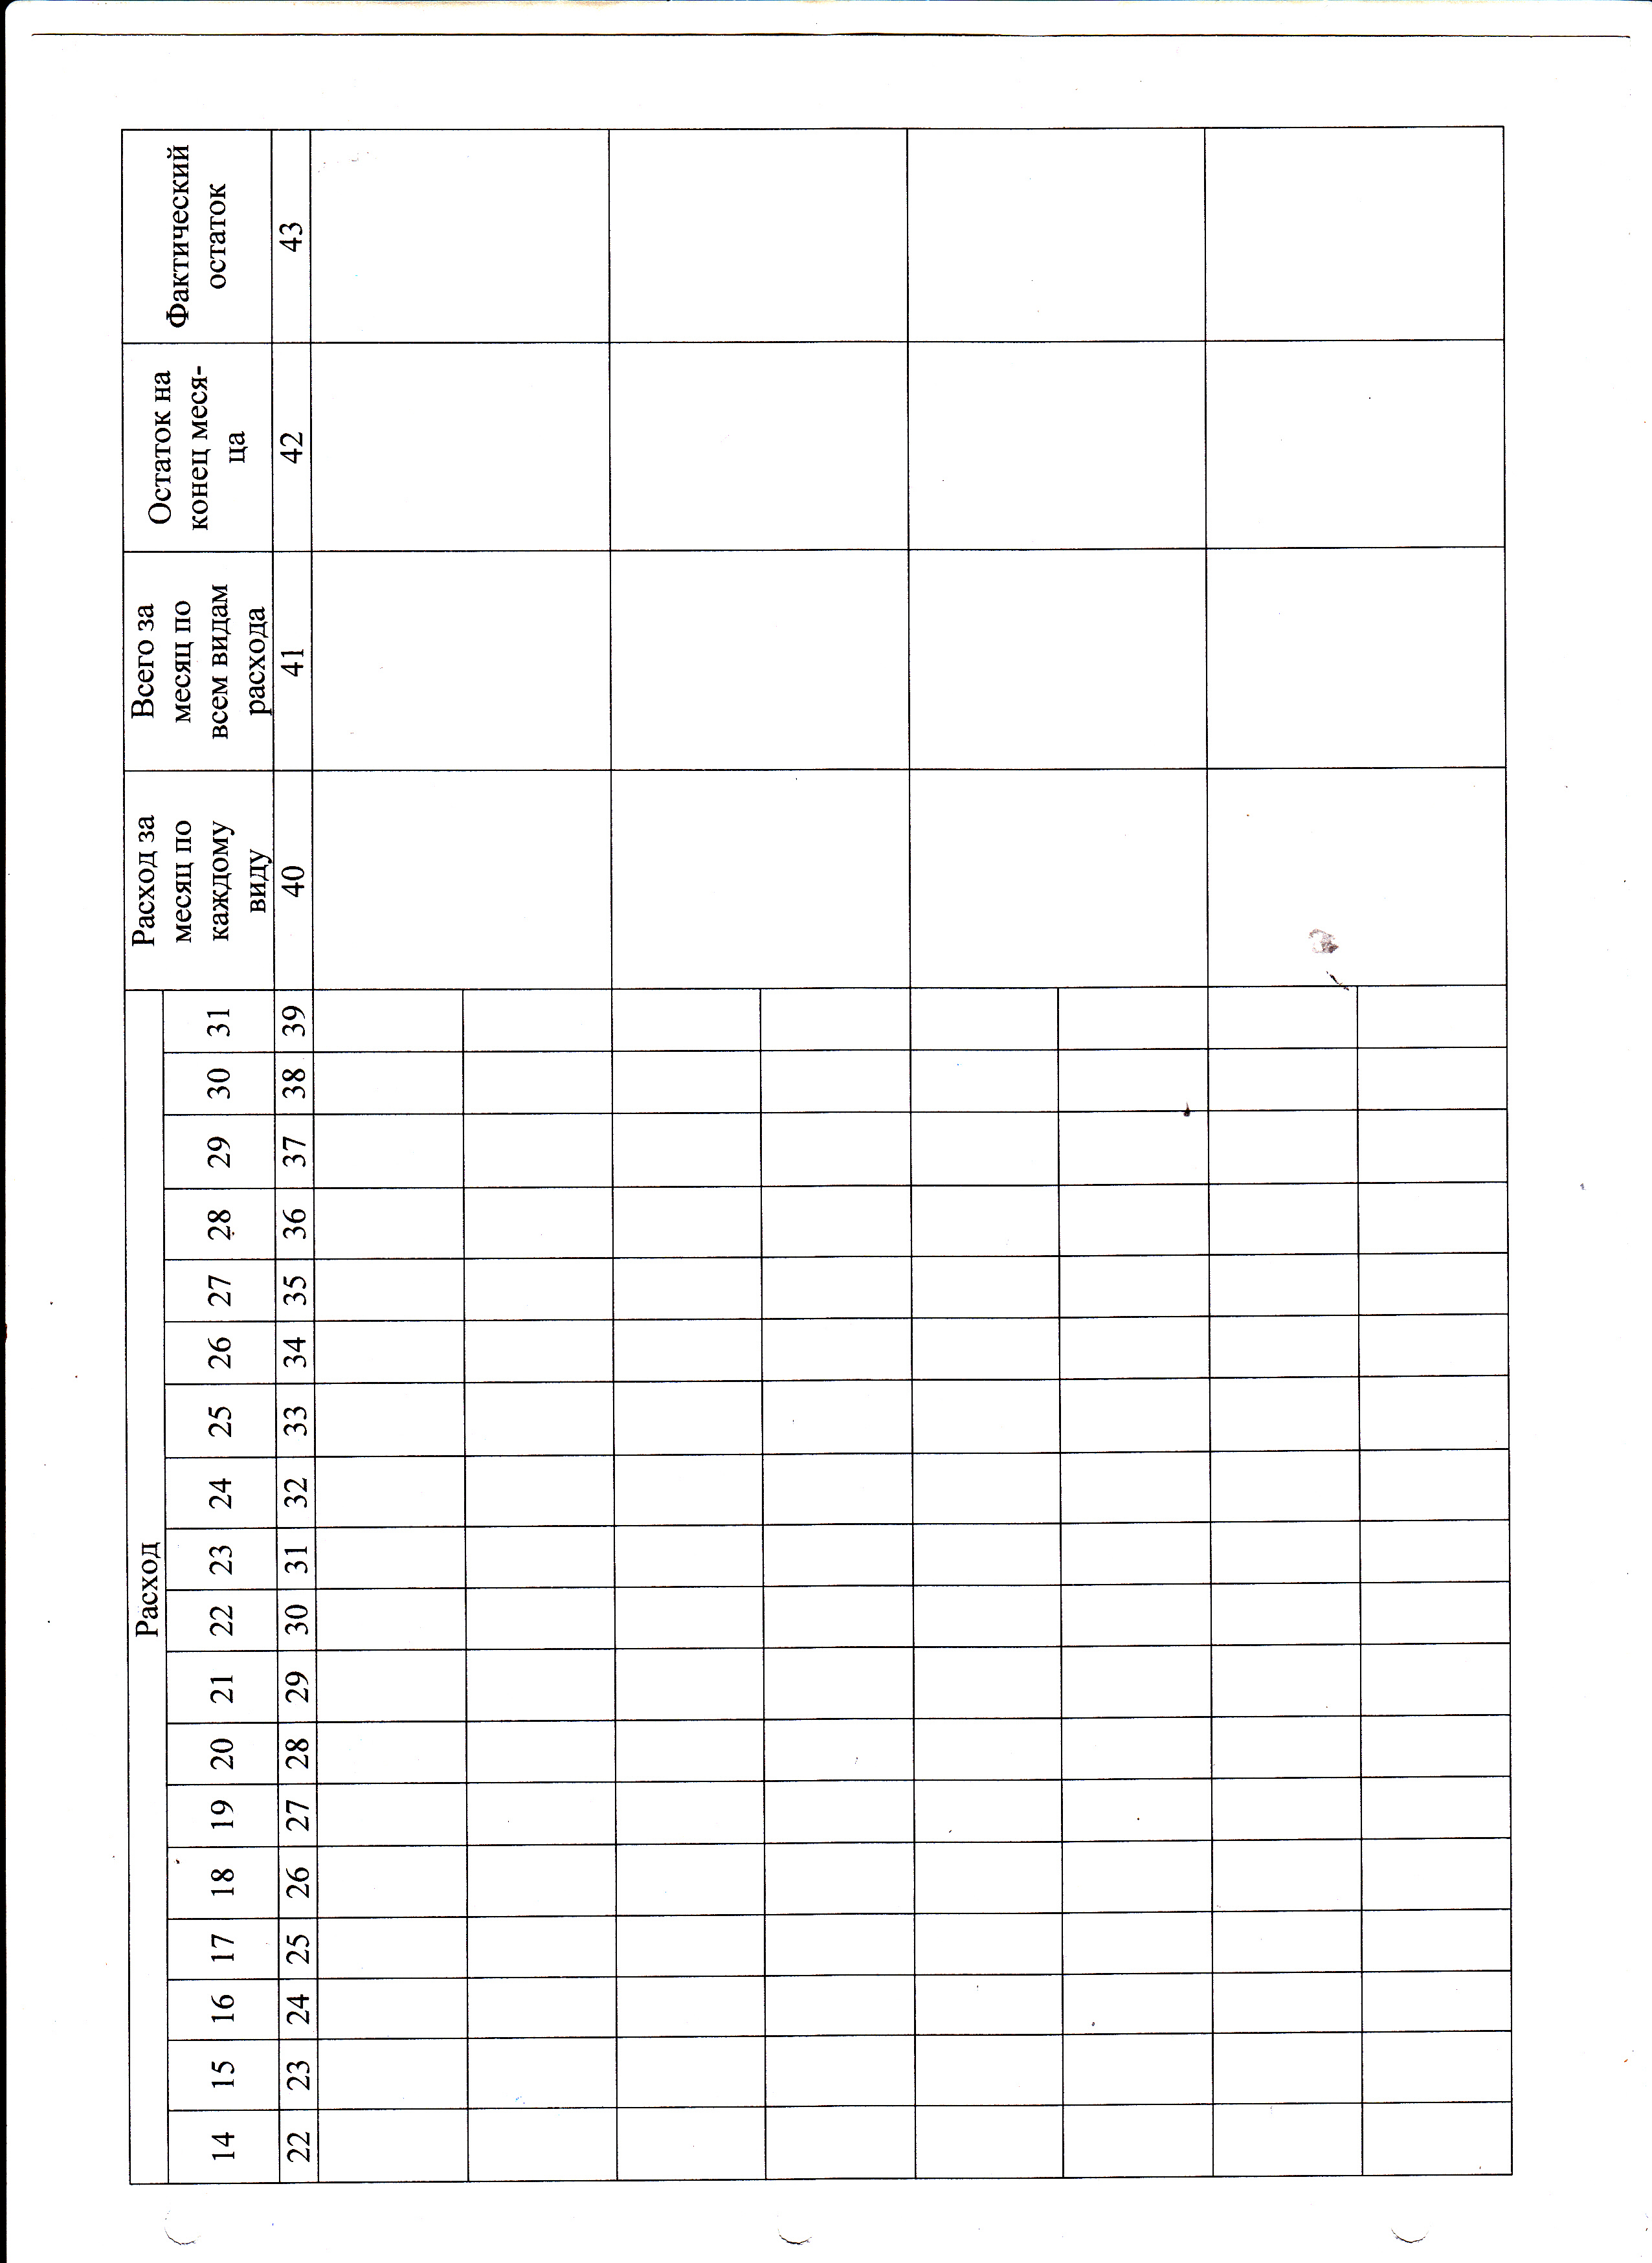 Расход
Расход за
месяц по
каждому
виду
Всего за
месяц по
всем видам
расхода
Остаток на
конец меся-
ца
Фактический
остаток
14 15 16 17 18 19 20 21 22 23 24 25 26 27 28 29 30 31
22 23 24 25 26 27 28 29 30 31 32 33 34 35 36 37 38 39 40 41 42 43